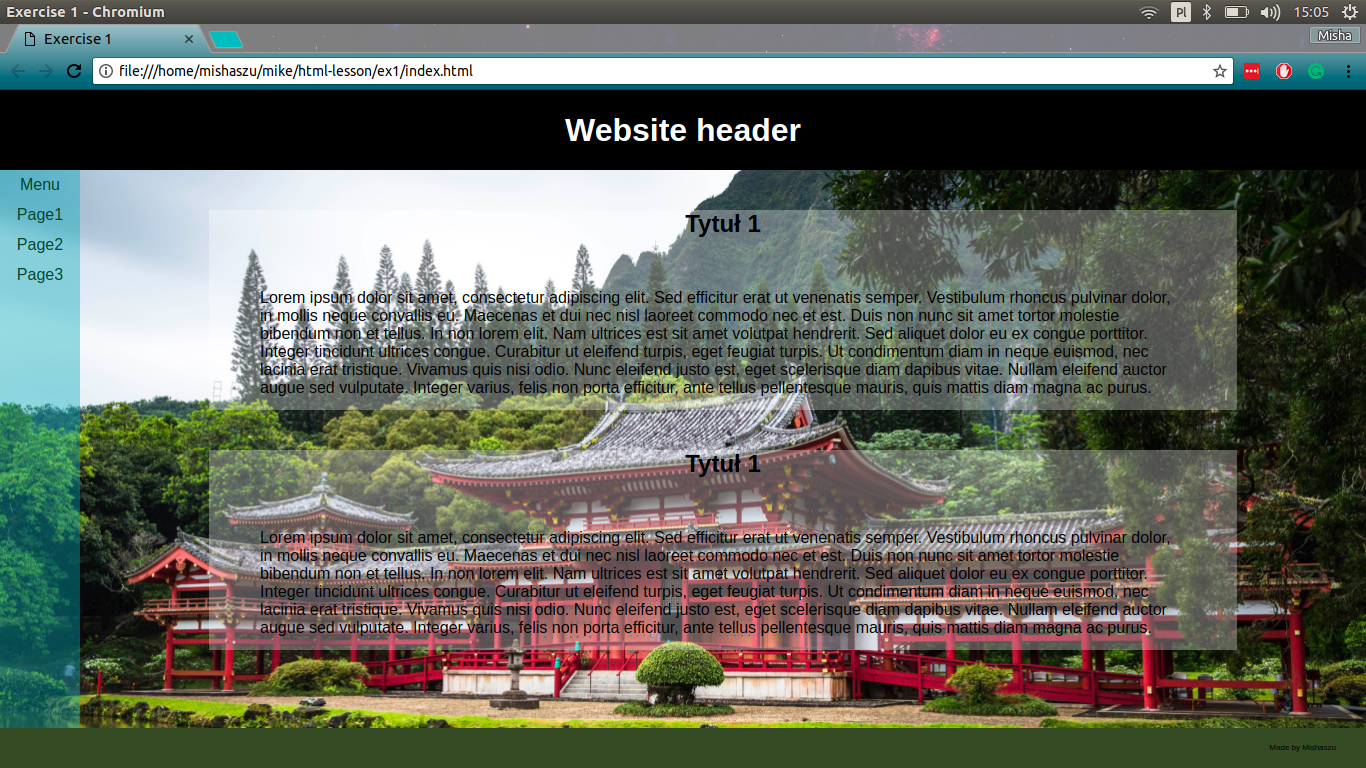 Exercise 1 - Chromium
Pl
15:05
Exercise 1
Misha
file:///home/mishaszu/mike/html-lesson/ex1/index.html
Website header
Menu
Page1
Page2
Page3
Tytuł 1
Lorem ipsum dolor sit amet, consectetur adipiscing elit. Sed efficitur erat ut venenatis semper. Vestibulum rhoncus pulvinar dolor,
in mollis neque convallis eu. Maecenas et dui nec nisl laoreet commodo nec et est. Duis non nunc sit amet tortor molestie
bibendum non et tellus. In non lorem elit. Nam ultrices est sit amet volutpat hendrerit. Sed aliquet dolor eu ex congue porttitor.
Integer tincidunt ultrices congue. Curabitur ut eleifend turpis, eget feugiat turpis. Ut condimentum diam in neque euismod, nec
lacinia erat tristique. Vivamus quis nisi odio. Nunc eleifend justo est, eget scelerisque diam dapibus vitae. Nullam eleifend auctor
augue sed vulputate. Integer varius, felis non porta efficitur, ante tellus pellentesque mauris, quis mattis diam magna ac purus.
Tytuł 1
Lorem ipsum dolor sit amet, consectetur adipiscing elit. Sed efficitur erat ut venenatis semper. Vestibulum rhoncus pulvinar dolor,
in mollis neque convallis eu. Maecenas et dui nec nisl laoreet commodo nec et est. Duis non nunc sit amet tortor molestie
bibendum non et tellus. In non lorem elit. Nam ultrices est sit amet volutpat hendrerit. Sed aliquet dolor eu ex congue porttitor.
Integer tincidunt ultrices congue. Curabitur ut eleifend turpis, eget feugiat turpis. Ut condimentum diam in neque euismod, nec
lacinia erat tristique. Vivamus quis nisi odio. Nunc eleifend justo est, eget scelerisque diam dapibus vitae. Nullam eleifend auctor
augue sed vulputate. Integer varius, felis non porta efficitur, ante tellus pellentesque mauris, quis mattis diam magna ac purus.
Made by Mishaszu